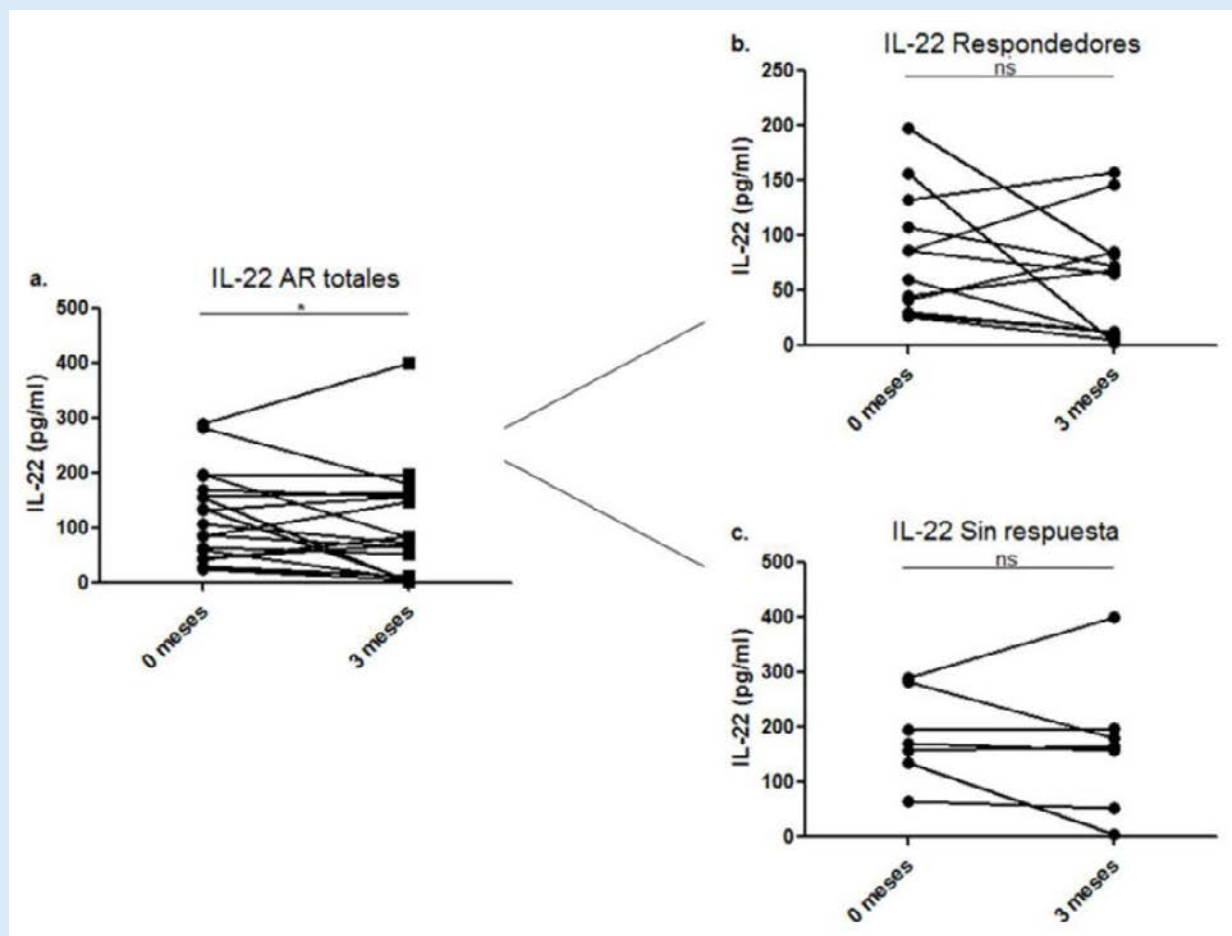 a.
IL-22 AR totales
*
IL-22 (pg/ml)
500
400
300
200
100
0
0 meses
3 meses
b.
IL-22 Respondedores
ns
IL-22 (pg/ml)
250
200
150
100
50
0
0 meses
3 meses
c.
IL-22 Sin respuesta
ns
IL-22 (pg/ml)
500
400
300
200
100
0
0 meses
3 meses